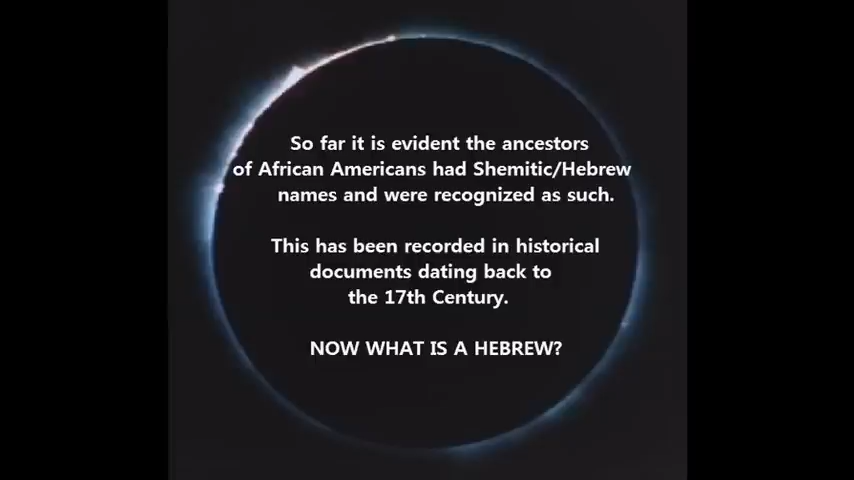 So far it is evident the ancestors
of African Americans had Shemitic/Hebrew
names and were recognized as such.
This has been recorded in historical
documents dating back to
the 17th Century.
NOW WHAT IS A HEBREW?